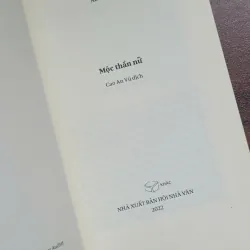 Mộc thần nữ
Cao An Vũ dịch
NHÀ XUẤT BẢN HỘI NHÀ VĂN
2022